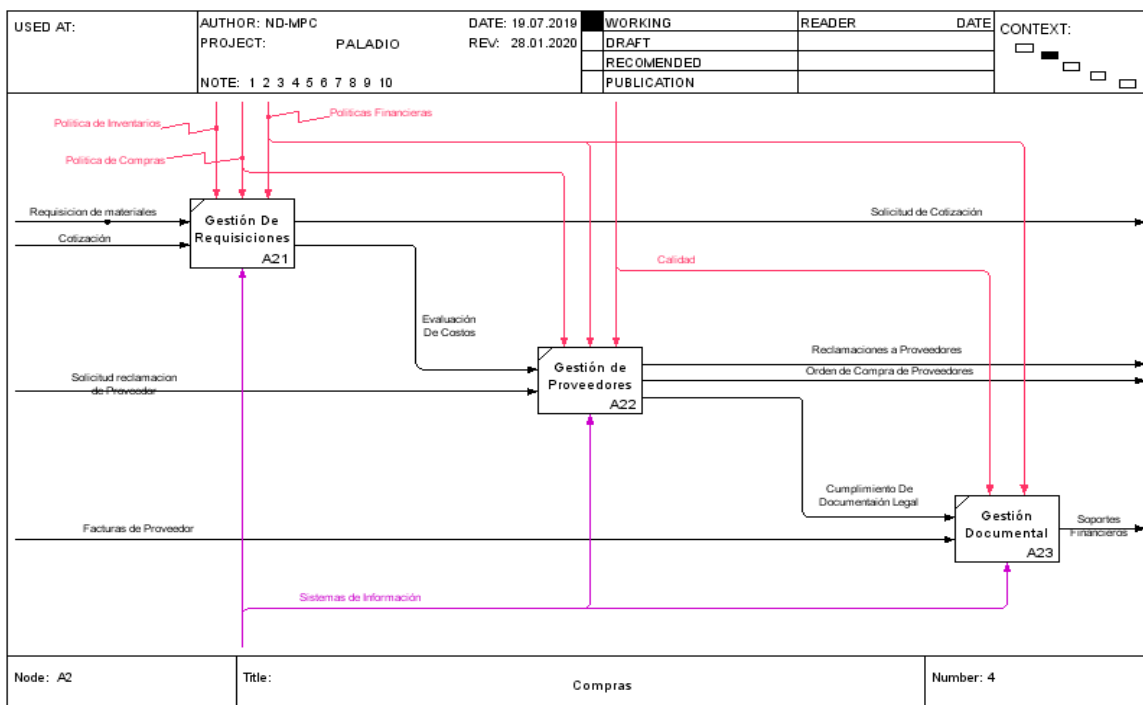 USED AT:
AUTHOR: ND-MPC
DATE: 19.07.2019
PROJECT: PALADIO
REV: 28.01.2020
NOTE: 1 2 3 4 5 6 7 8 9 10
WORKING
DRAFT
RECOMENDED
PUBLICATION
READER
DATE
CONTEXT:
Politica de Inventarios
Politicas Financieras
Politica de Compras
Requisicion de materiales
Cotización
Gestión De
Requisiciones
A21
Solicitud de Cotización
Calidad
Evaluación
De Costos
Solicitud reclamacion
de Proveedor
Gestión de
Proveedores
A22
Reclamaciones a Proveedores
Orden de Compra de Proveedores
Cumplimiento De
Documentaión Legal
Facturas de Proveedor
Gestión
Documental
A23
Soportes
Financieros
Sistemas de Información
Node: A2
Title:
Compras
Number: 4